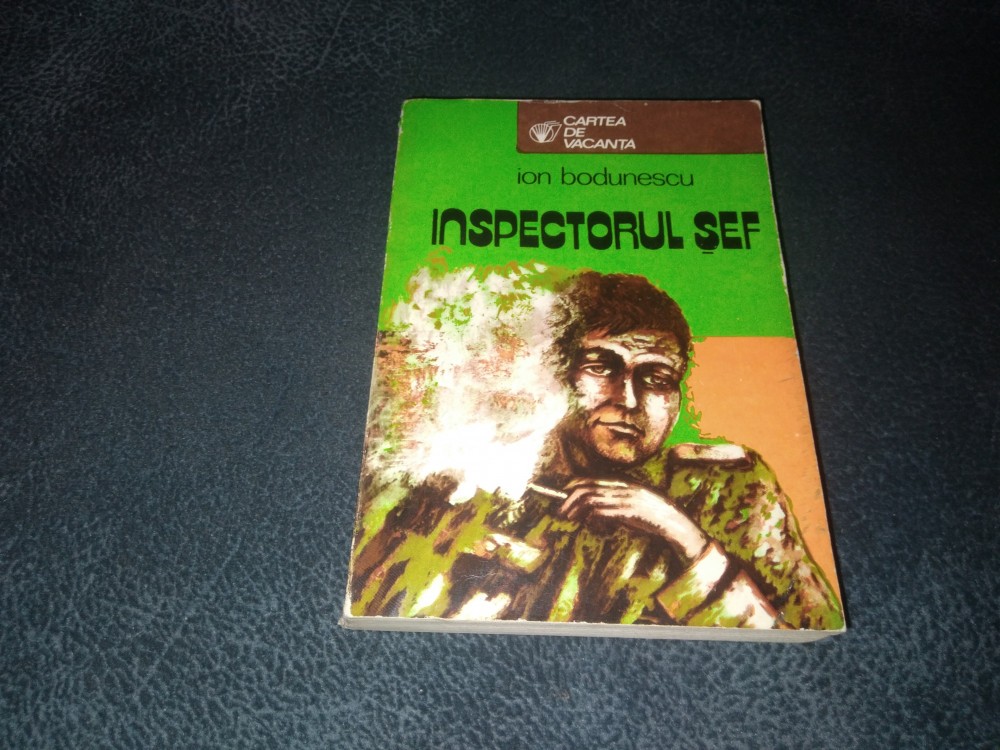 CARTEA
DE
VACANTA
ion bodunescu
INSPECTORUL ȘEF